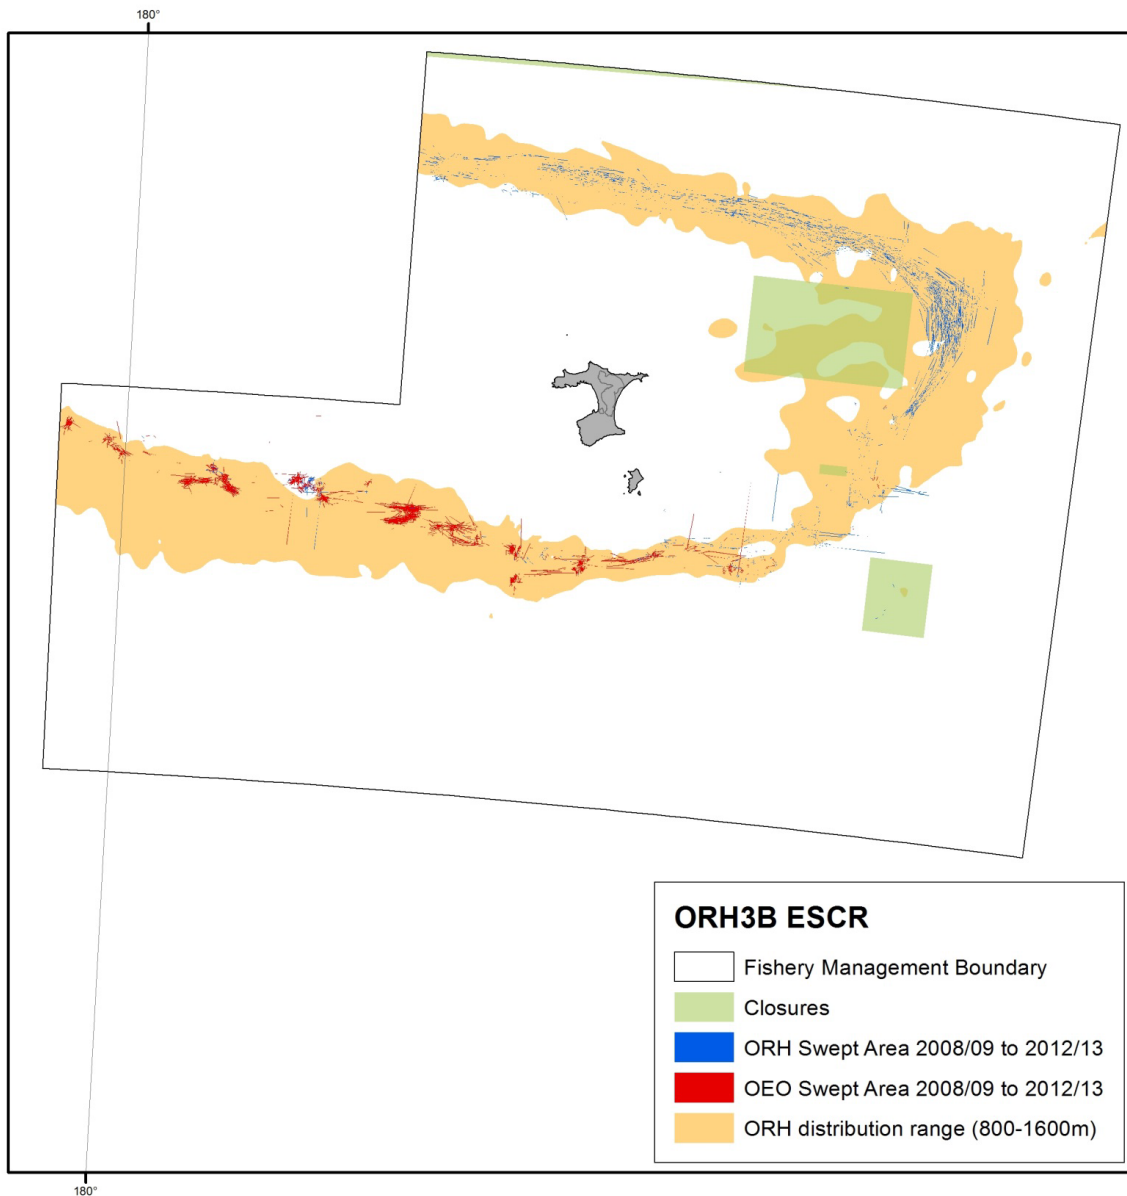 180°
ORH3B ESCR
Fishery Management Boundary
Closures
ORH Swept Area 2008/09 to 2012/13
OEO Swept Area 2008/09 to 2012/13
ORH distribution range (800-1600m)
180°